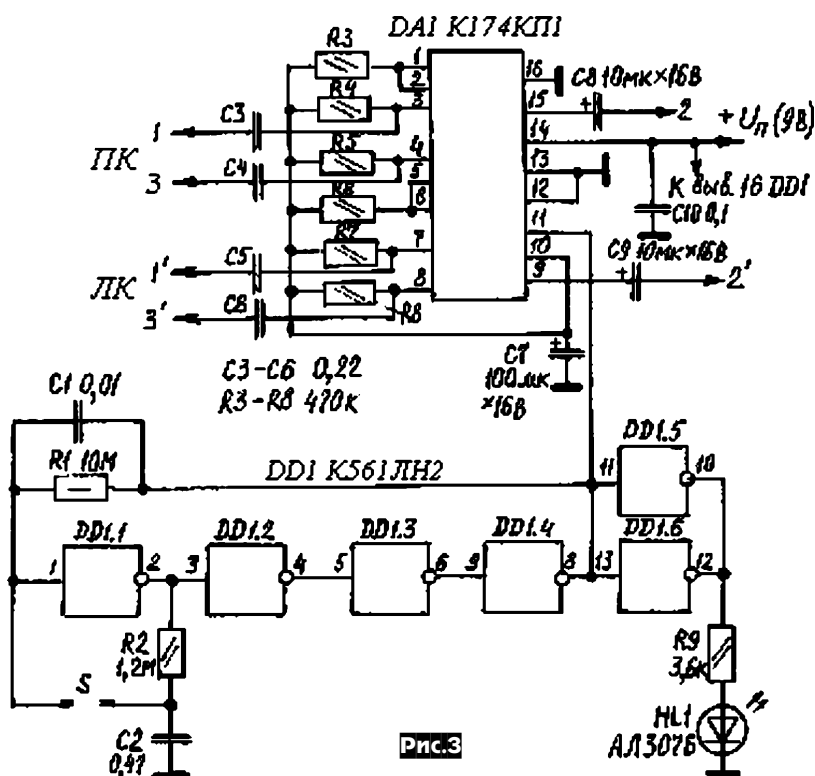 DA1 К174КП1
R3
1
2
R4
3
C3
1
ПК
R5
4
5
C4
3
R6
6
R7
7
C5
1'
ЛК
8
C6
3'
R8
16
C8 10мк×16В
+
15
2
14
+ Uп (9В)
13
К выв. 16 DD1
12
C10 0,1
11
10
C9 10мк×16В
+
9
2'
C3-C6 0,22
R3-R8 470к
+
C7
100мк
×16В
C1 0,01
R1 10М
DD1 К561ЛН2
DD1.5
11
10
DD1.1
DD1.2
DD1.3
DD1.4
DD1.6
1
2
3
4
5
6
9
8
13
12
R2
1,2М
S
C2
0,47
R9
3,6к
HL1
АЛ307Б
Рис.3